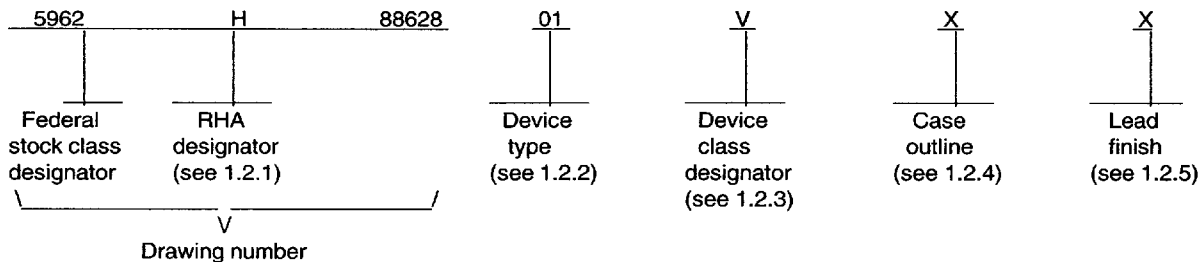 5962 H 88628 01 V X X
Federal stock class designator
RHA designator (see 1.2.1)
Device type (see 1.2.2)
Device class designator (see 1.2.3)
Case outline (see 1.2.4)
Lead finish (see 1.2.5)
\ / V
Drawing number